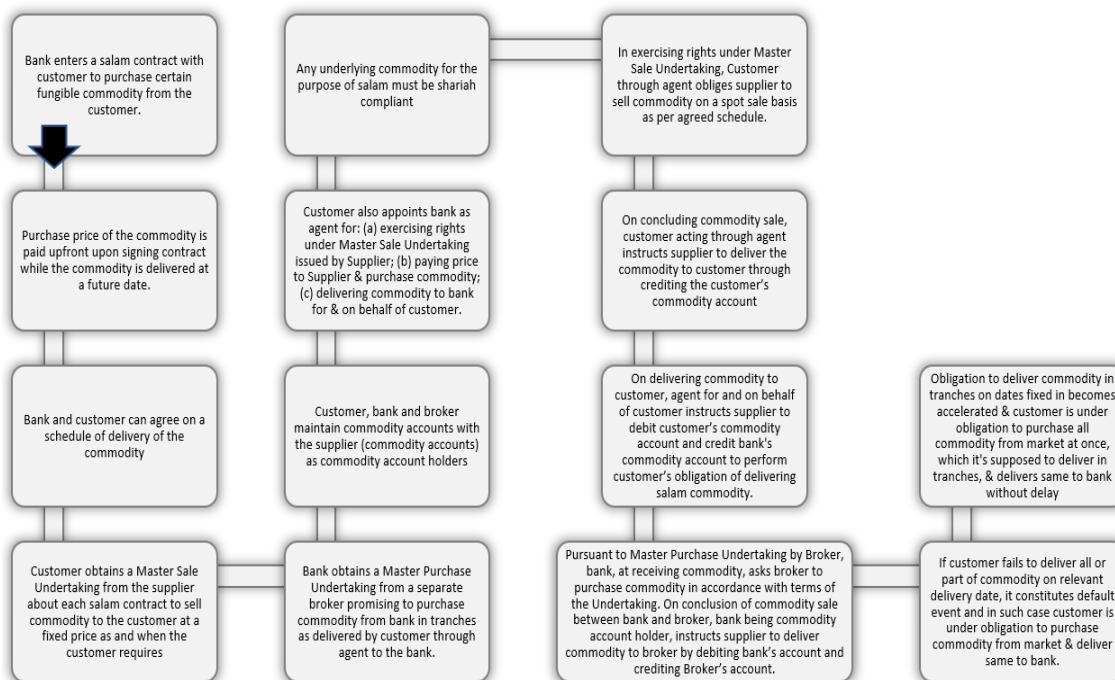 Bank enters a salam contract with
customer to purchase certain
fungible commodity from the
customer.
Purchase price of the commodity is
paid upfront upon signing contract
while the commodity is delivered at
a future date.
Bank and customer can agree on a
schedule of delivery of the
commodity
Customer obtains a Master Sale
Undertaking from the supplier
about each salam contract to sell
commodity to the customer at a
fixed price as and when the
customer requires
Bank obtains a Master Purchase
Undertaking from a separate
broker promising to purchase
commodity from bank in tranches
as delivered by customer through
agent to the bank.
Customer, bank and broker
maintain commodity accounts with
the supplier (commodity accounts)
as commodity account holders
Customer also appoints bank as
agent for: (a) exercising rights
under Master Sale Undertaking
issued by Supplier; (b) paying price
to Supplier & purchase commodity;
(c) delivering commodity to bank
for & on behalf of customer.
Any underlying commodity for the
purpose of salam must be shariah
compliant
In exercising rights under Master
Sale Undertaking, Customer
through agent obliges supplier to
sell commodity on a spot sale basis
as per agreed schedule.
On concluding commodity sale,
customer acting through agent
instructs supplier to deliver the
commodity to customer through
crediting the customer's
commodity account
On delivering commodity to
customer, agent for and on behalf
of customer instructs supplier to
debit customer's commodity
account and credit bank's
commodity account to perform
customer's obligation of delivering
salam commodity.
Pursuant to Master Purchase Undertaking by Broker,
bank, at receiving commodity, asks broker to
purchase commodity in accordance with terms of
the Undertaking. On conclusion of commodity sale
between bank and broker, bank being commodity
account holder, instructs supplier to deliver
commodity to broker by debiting bank's account and
crediting Broker's account.
If customer fails to deliver all or
part of commodity on relevant
delivery date, it constitutes default
event and in such case customer is
under obligation to purchase
commodity from market & deliver
same to bank.
Obligation to deliver commodity in
tranches on dates fixed in becomes
accelerated & customer is under
obligation to purchase all
commodity from market at once,
which it's supposed to deliver in
tranches, & delivers same to bank
without delay